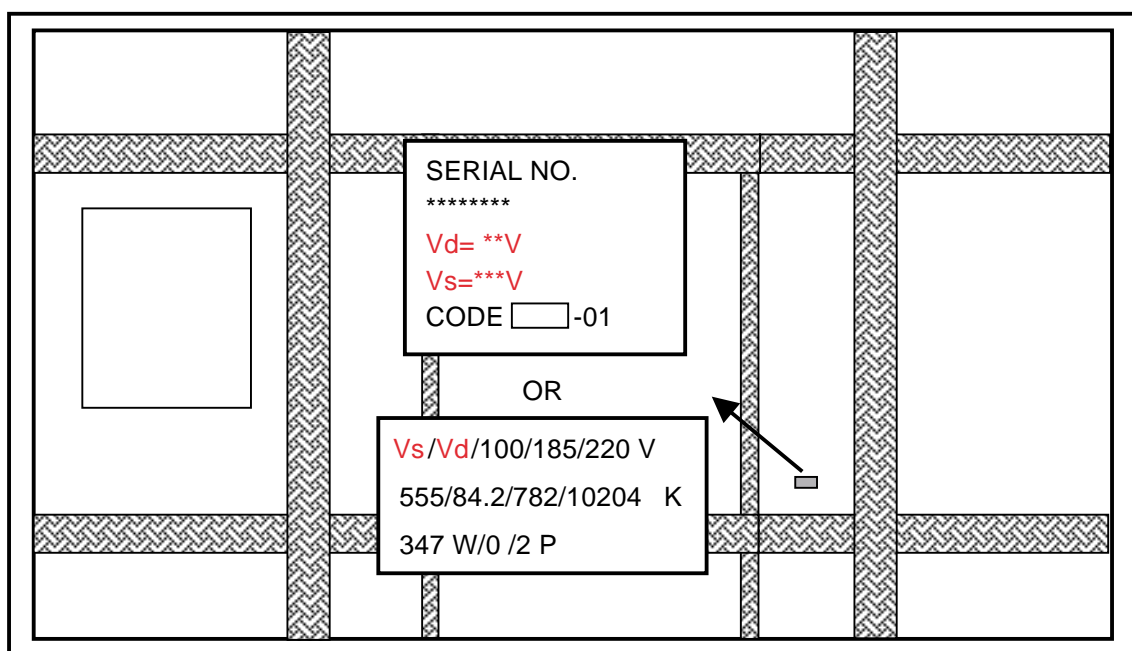 SERIAL NO.
********
Vd= **V
Vs=***V
CODE -01
OR
Vs/Vd/100/185/220 V
555/84.2/782/10204 K
347 W/0 /2 P